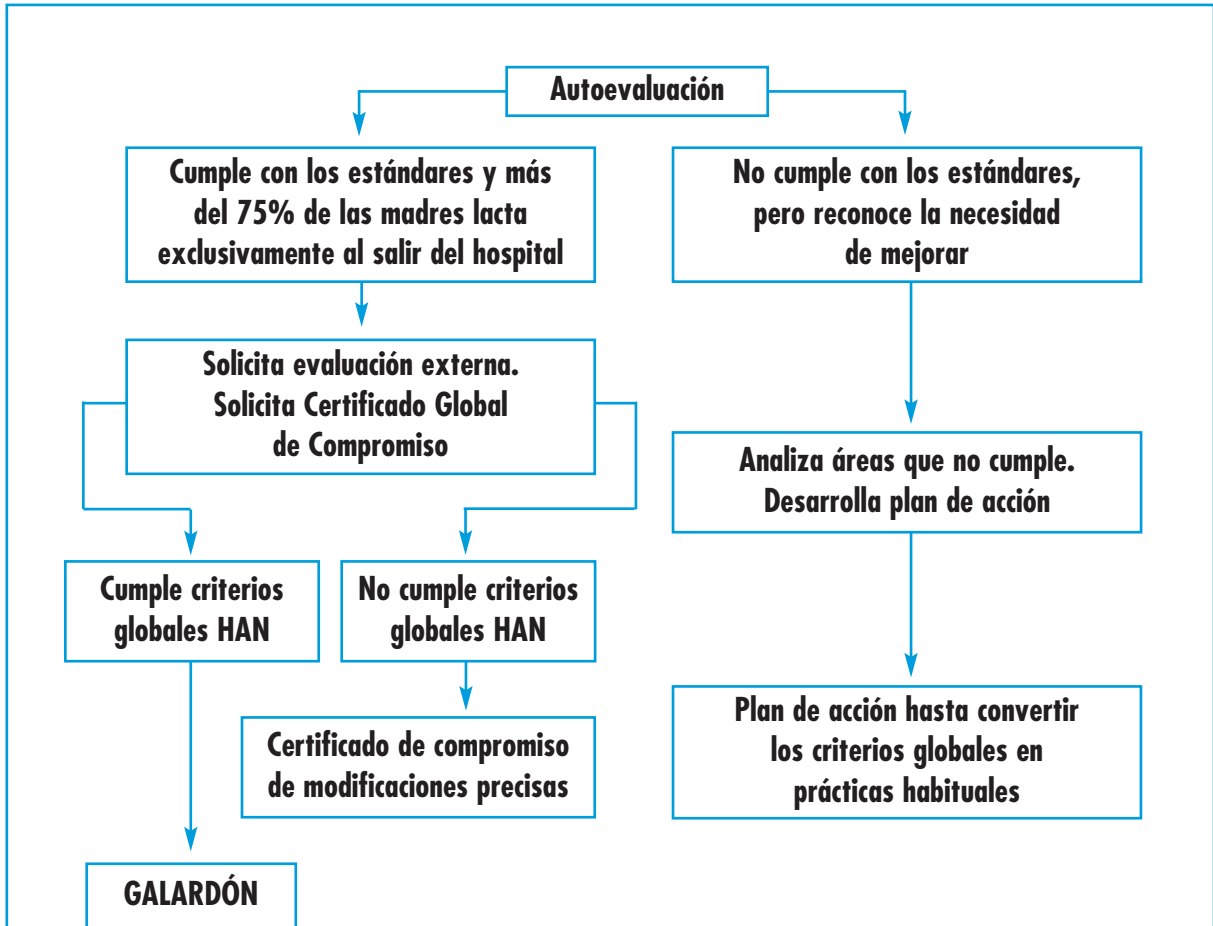 Autoevaluación
Cumple con los estándares y más
del 75% de las madres lacta
exclusivamente al salir del hospital
No cumple con los estándares,
pero reconoce la necesidad
de mejorar
Solicita evaluación externa.
Solicita Certificado Global
de Compromiso
Analiza áreas que no cumple.
Desarrolla plan de acción
Cumple criterios
globales HAN
No cumple criterios
globales HAN
Certificado de compromiso
de modificaciones precisas
Plan de acción hasta convertir
los criterios globales en
prácticas habituales
GALARDÓN